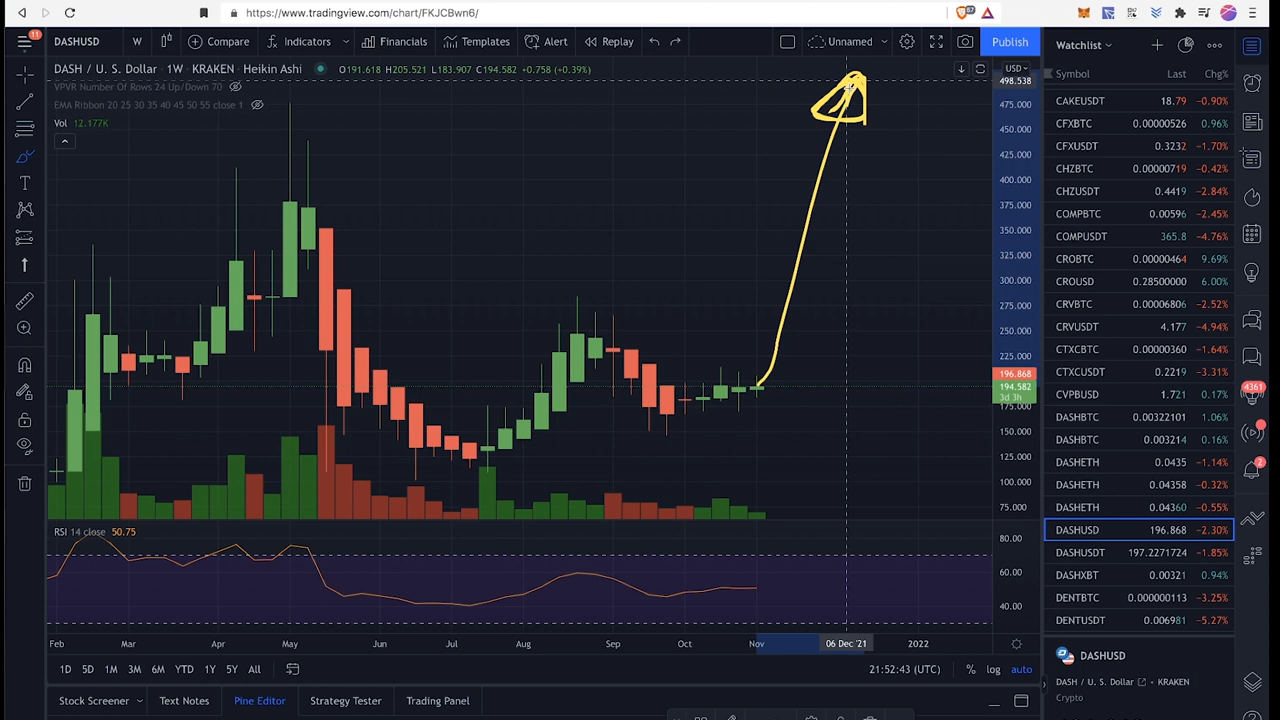 https://www.tradingview.com/chart/FKJCBwn6/
67
11
DASHUSD W Compare Indicators Financials Templates Alert Replay Unnamed Publish
DASH / U. S. Dollar · 1W · KRAKEN · Heikin Ashi O191.618 H205.521 L183.907 C194.582 +0.758 (+0.39%)
VPVR Number Of Rows 24 Up/Down 70
EMA Ribbon 20 25 30 35 40 45 50 55 close 1
Vol 12.177K
USD
498.538
475.000
450.000
425.000
400.000
375.000
350.000
325.000
300.000
275.000
250.000
225.000
196.868
194.582
3d 3h
175.000
150.000
125.000
100.000
75.000
RSI 14 close 50.75
80.00
60.00
40.00
Feb Mar Apr May Jun Jul Aug Sep Oct Nov 06 Dec '21 2022
1D 5D 1M 3M 6M YTD 1Y 5Y All 21:52:43 (UTC) % log auto
Stock Screener Text Notes Pine Editor Strategy Tester Trading Panel
Watchlist
Symbol Last Chg%
CAKEUSDT 18.79 −0.90%
CFXBTC 0.00000526 0.96%
CFXUSDT 0.3232 −1.70%
CHZBTC 0.00000719 −0.42%
CHZUSDT 0.4419 −2.84%
COMPBTC 0.00596 −2.45%
COMPUSDT 365.8 −4.76%
CROBTC 0.00000464 9.69%
CROUSD 0.28500000 6.00%
CRVBTC 0.00006806 −2.52%
CRVUSDT 4.177 −4.94%
CTXCBTC 0.00000360 −1.64%
CTXCUSDT 0.2219 −3.31%
CVPBUSD 1.721 0.17%
DASHBTC 0.00322102 1.06%
DASHBTC 0.003214 0.16%
DASHETH 0.0435 −1.14%
DASHETH 0.04358 −0.32%
DASHETH 0.04360 −0.55%
DASHUSD 196.868 −2.30%
DASHUSDT 197.2271724 −1.85%
DASHXBT 0.00321 0.94%
DENTBTC 0.000000113 −3.25%
DENTUSDT 0.006981 −5.27%
DASHUSD
DASH / U.S. DOLLAR · KRAKEN
Crypto
4361
2